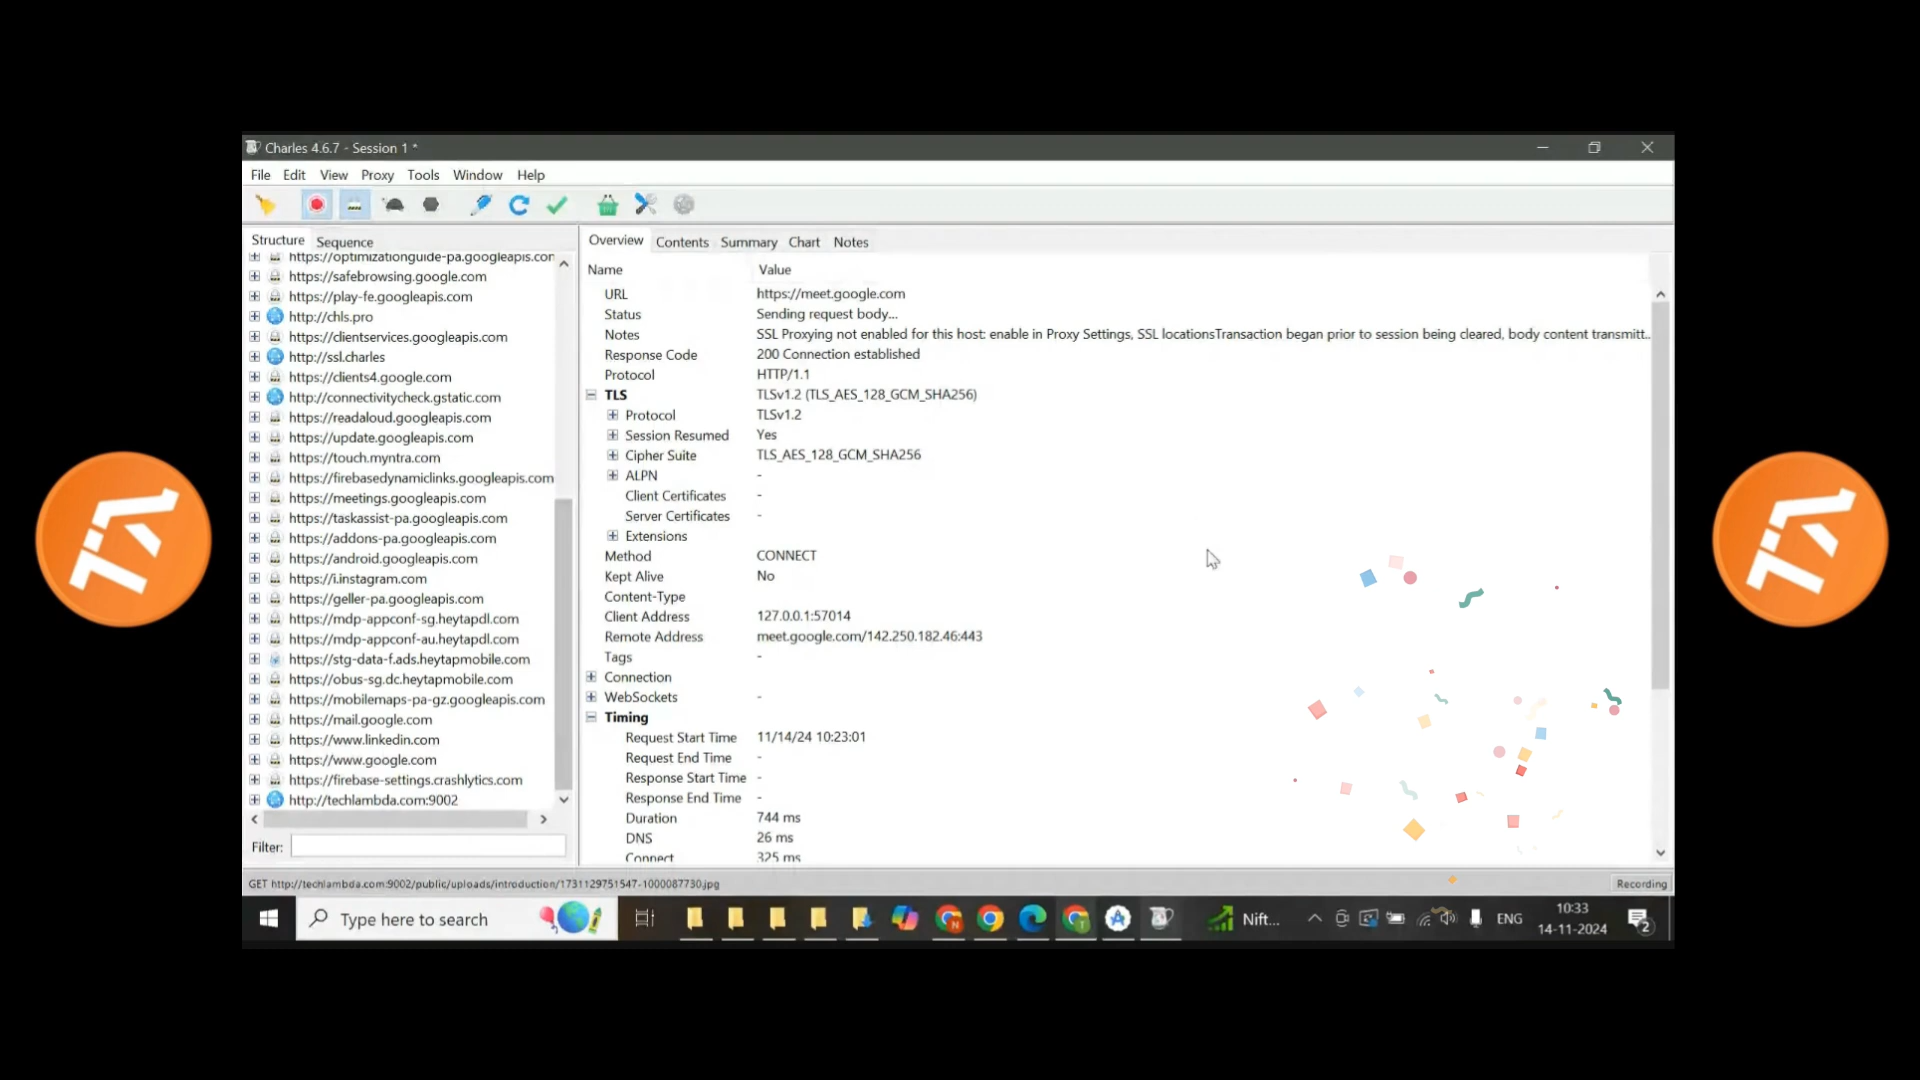 Charles 4.6.7 - Session 1 *
File Edit View Proxy Tools Window Help
Structure Sequence
https://optimizationguide-pa.googleapis.con
https://safebrowsing.google.com
https://play-fe.googleapis.com
http://chls.pro
https://clientservices.googleapis.com
http://ssl.charles
https://clients4.google.com
http://connectivitycheck.gstatic.com
https://readaloud.googleapis.com
https://update.googleapis.com
https://touch.myntra.com
https://firebasedynamiclinks.googleapis.com
https://meetings.googleapis.com
https://taskassist-pa.googleapis.com
https://addons-pa.googleapis.com
https://android.googleapis.com
https://i.instagram.com
https://geller-pa.googleapis.com
https://mdp-appconf-sg.heytapdl.com
https://mdp-appconf-au.heytapdl.com
https://stg-data-f.ads.heytapmobile.com
https://obus-sg.dc.heytapmobile.com
https://mobilemaps-pa-gz.googleapis.com
https://mail.google.com
https://www.linkedin.com
https://www.google.com
https://firebase-settings.crashlytics.com
http://techlambda.com:9002
Filter:
Overview Contents Summary Chart Notes
Name Value
URL https://meet.google.com
Status Sending request body...
Notes SSL Proxying not enabled for this host: enable in Proxy Settings, SSL locationsTransaction began prior to session being cleared, body content transmitt...
Response Code 200 Connection established
Protocol HTTP/1.1
TLS TLSv1.2 (TLS_AES_128_GCM_SHA256)
Protocol TLSv1.2
Session Resumed Yes
Cipher Suite TLS_AES_128_GCM_SHA256
ALPN -
Client Certificates -
Server Certificates -
Extensions
Method CONNECT
Kept Alive No
Content-Type
Client Address 127.0.0.1:57014
Remote Address meet.google.com/142.250.182.46:443
Tags -
Connection
WebSockets -
Timing
Request Start Time 11/14/24 10:23:01
Request End Time -
Response Start Time -
Response End Time -
Duration 744 ms
DNS 26 ms
Connect 325 ms
GET http://techlambda.com:9002/public/uploads/introduction/1731129751547-1000087730.jpg
Recording
Type here to search
Nift...
ENG
10:33
14-11-2024
2